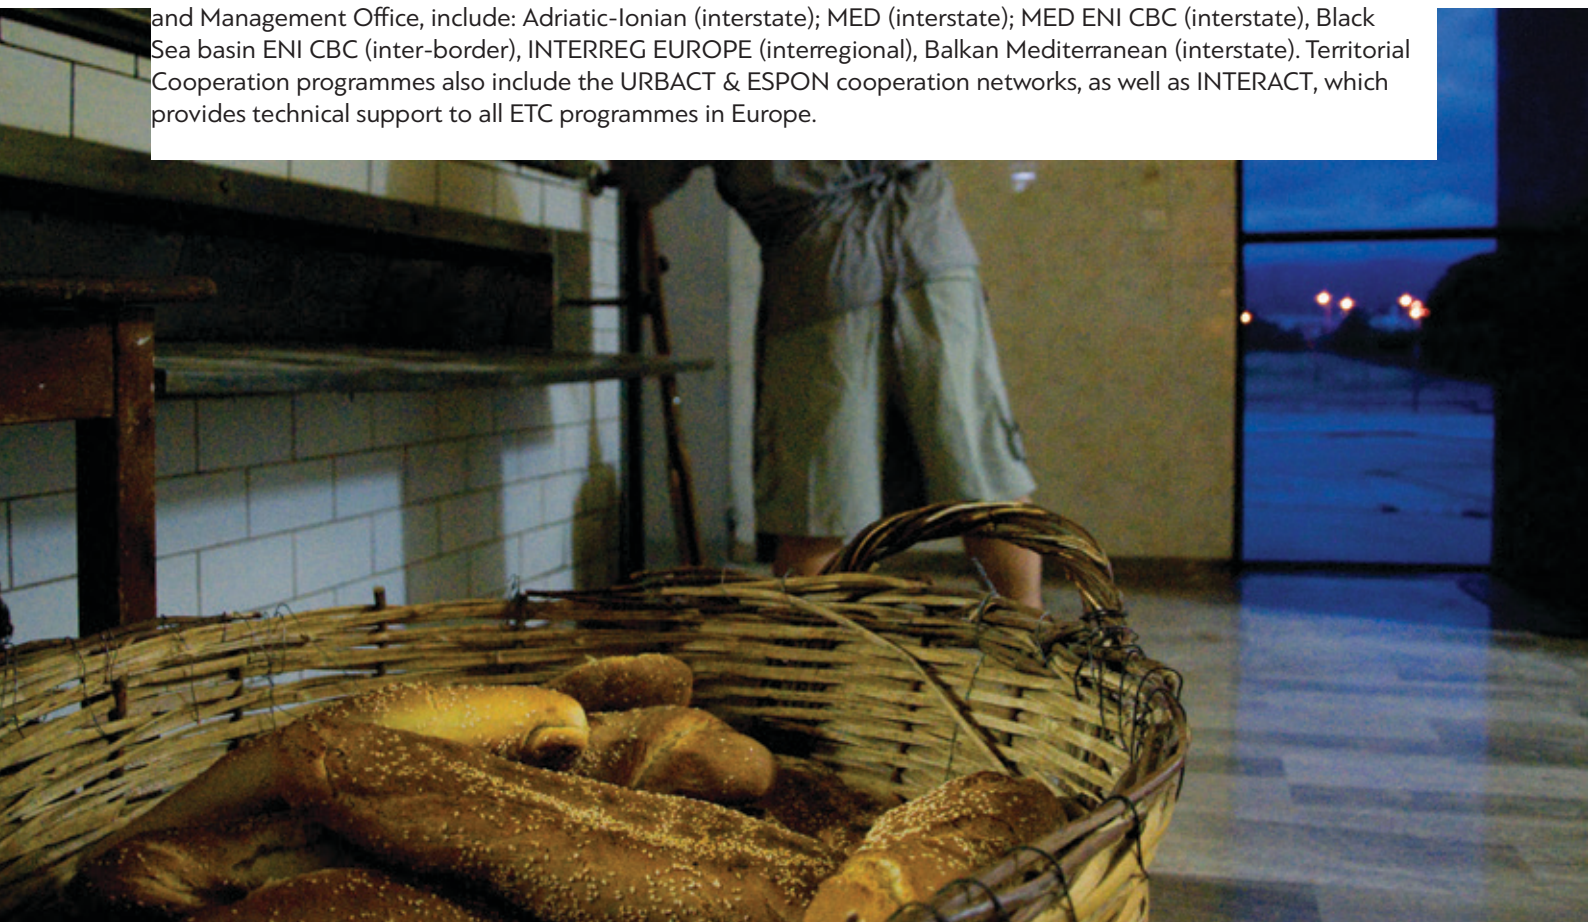 and Management Office, include: Adriatic-Ionian (interstate); MED (interstate); MED ENI CBC (interstate), Black
Sea basin ENI CBC (inter-border), INTERREG EUROPE (interregional), Balkan Mediterranean (interstate). Territorial
Cooperation programmes also include the URBACT & ESPON cooperation networks, as well as INTERACT, which
provides technical support to all ETC programmes in Europe.